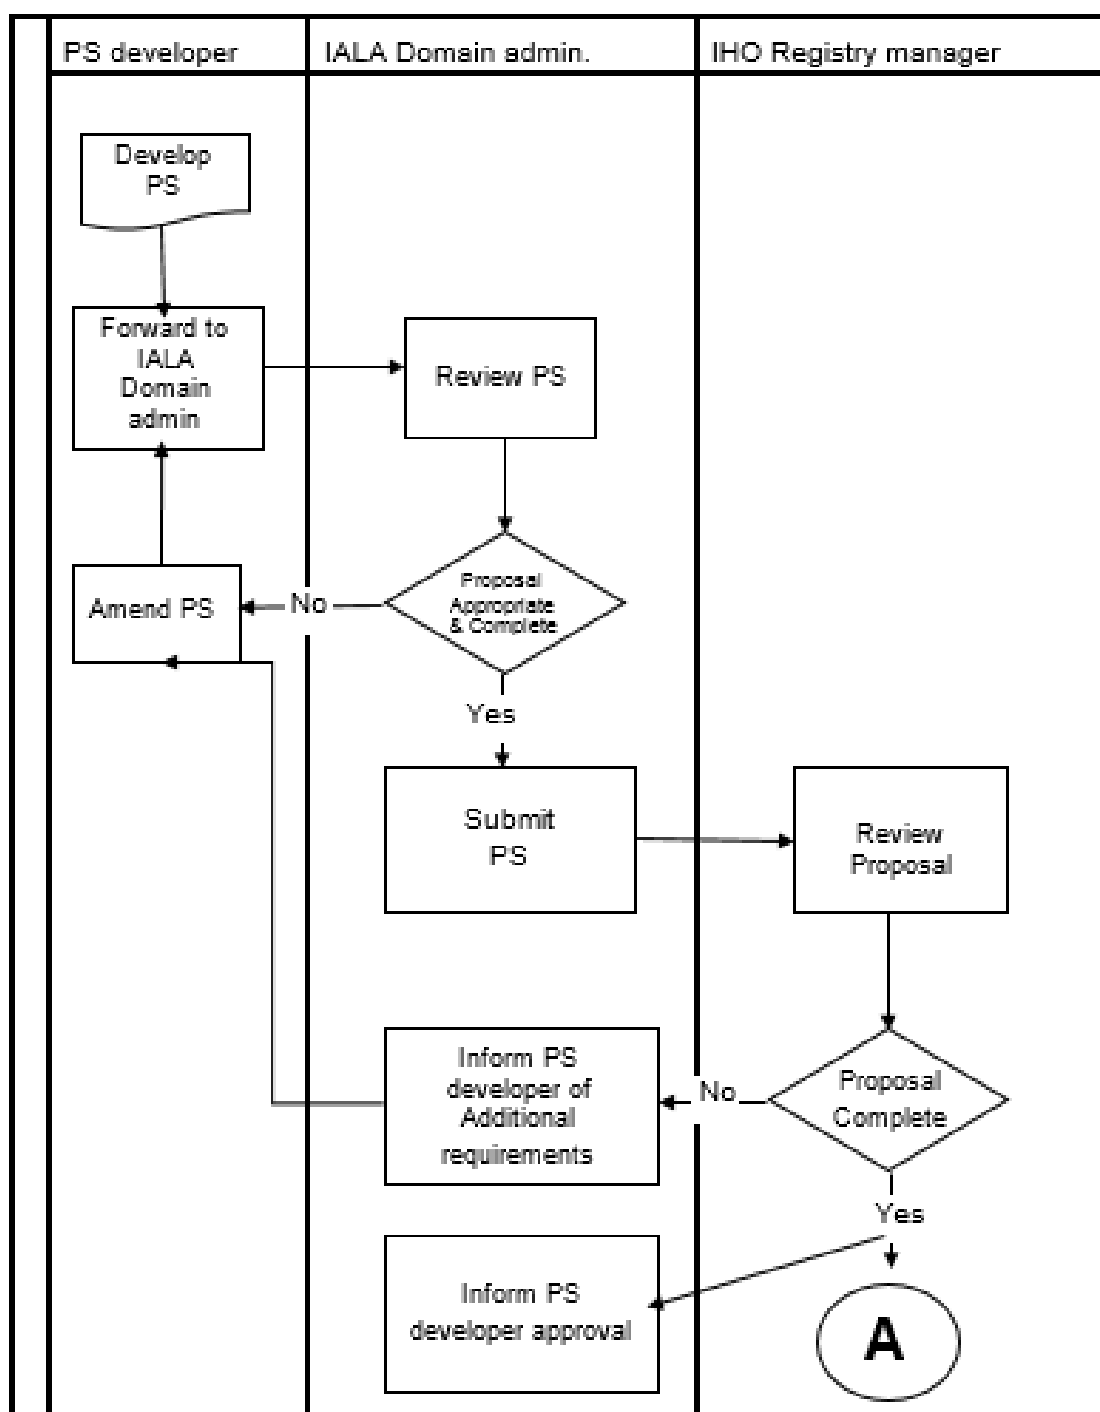 PS developer
IALA Domain admin.
IHO Registry manager
Develop
PS
Forward to
IALA
Domain
admin
Review PS
Proposal
Appropriate
& Complete
No
Amend PS
Yes
Submit
PS
Review
Proposal
Proposal
Complete
No
Inform PS
developer of
Additional
requirements
Yes
Inform PS
developer approval
A